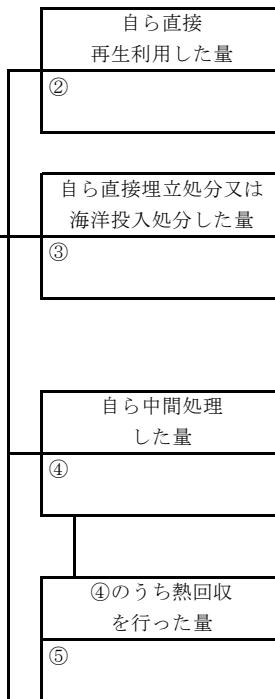 自ら直接
再生利用した量
②
自ら直接埋立処分又は
海洋投入処分した量
③
自ら中間処理
した量
④
④のうち熱回収
を行った量
⑤